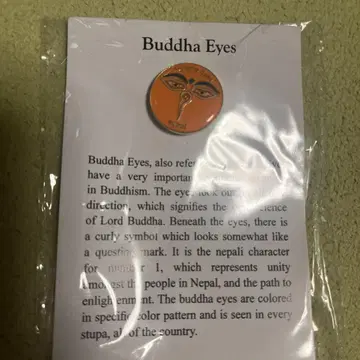 Buddha Eyes
Buddha Eyes, also
have a very
in Buddhism. The
direction, which signifies the
of Lord Buddha. Beneath the eyes, there is
a curly symbol which looks somewhat like
a question mark. It is the nepali character
for number 1, which represents unity
amongst the people in Nepal, and the path to
enlightenment. The buddha eyes are colored
in specific color pattern and is seen in every
stupa, all of the country.